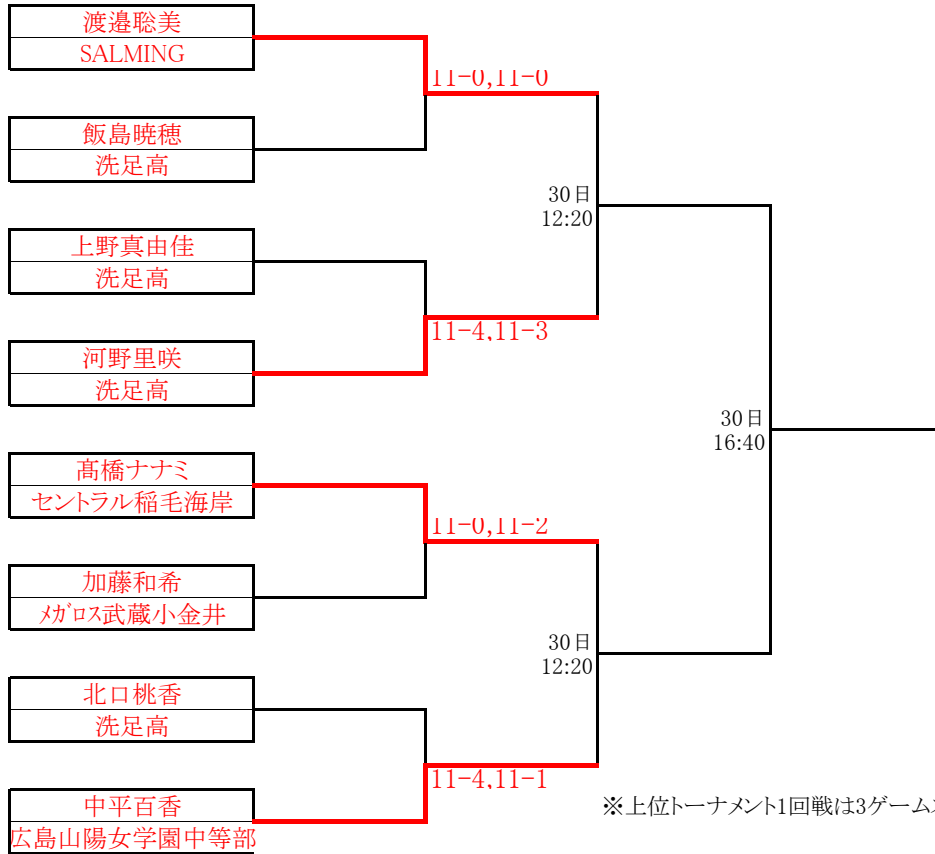 渡邉聡美
SALMING
11-0,11-0
飯島暁穂
洗足高
30日
12:20
上野真由佳
洗足高
11-4,11-3
河野里咲
洗足高
30日
16:40
髙橋ナナミ
セントラル稲毛海岸
11-0,11-2
加藤和希
メガロス武蔵小金井
30日
12:20
北口桃香
洗足高
11-4,11-1
中平百香
広島山陽女学園中等部
※上位トーナメント1回戦は3ゲーム